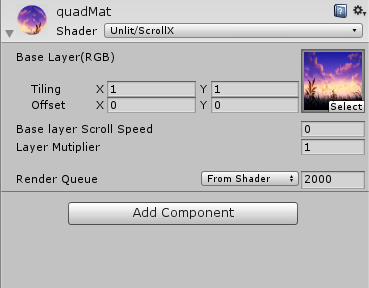 quadMat
Shader Unlit/ScrollX
Base Layer(RGB)
Tiling X 1 Y 1
Offset X 0 Y 0
Select
Base layer Scroll Speed 0
Layer Mutiplier 1
Render Queue From Shader 2000
Add Component